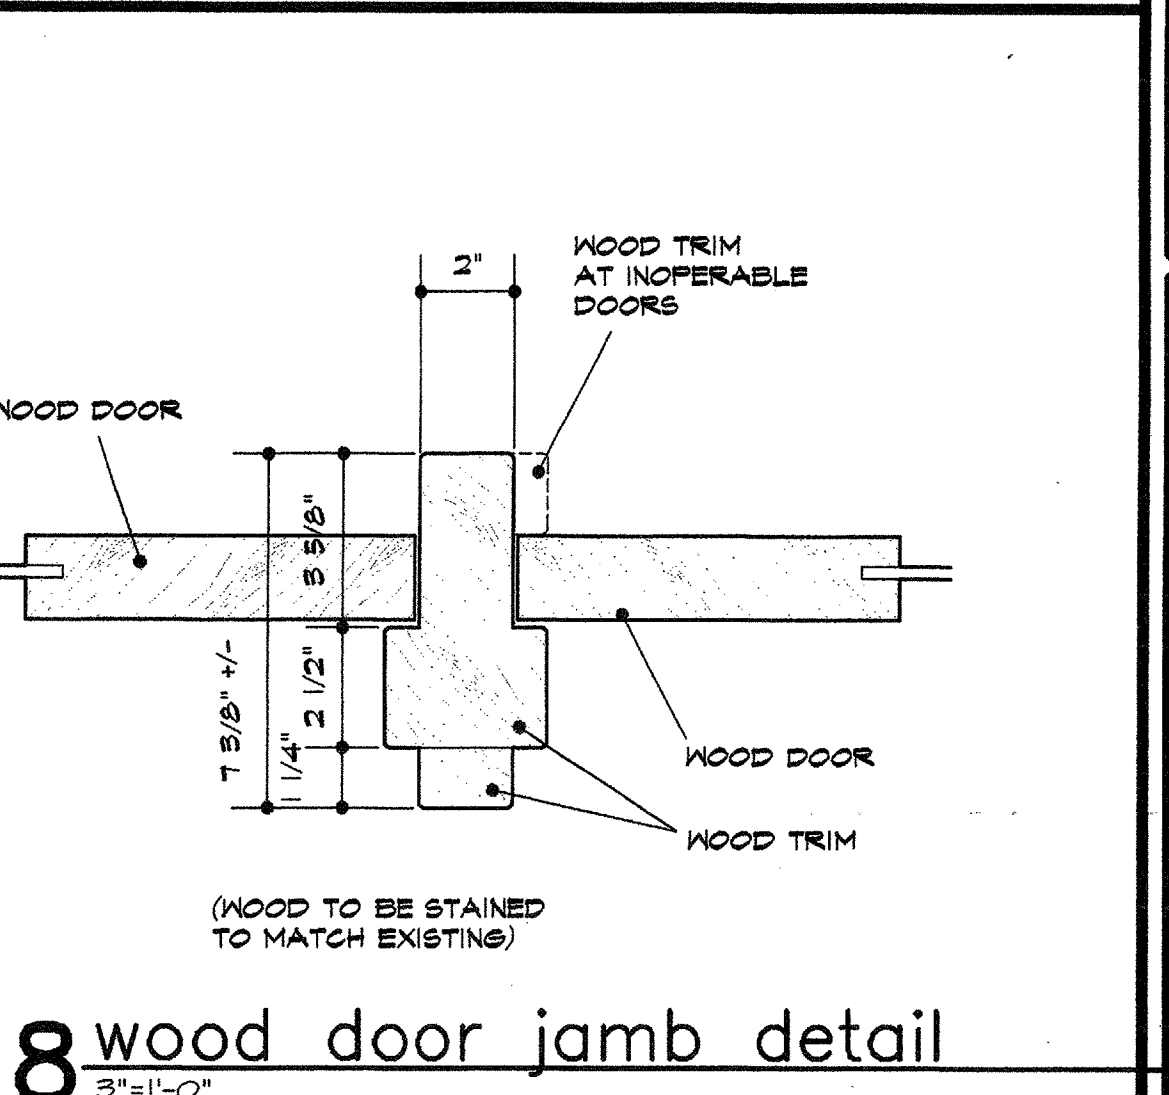 2"
WOOD TRIM
AT INOPERABLE
DOORS
WOOD DOOR
3 5/8"
7 3/8" +/-
2 1/2"
1 1/4"
WOOD DOOR
WOOD TRIM
(WOOD TO BE STAINED
TO MATCH EXISTING)
8 wood door jamb detail
3"=1'-0"